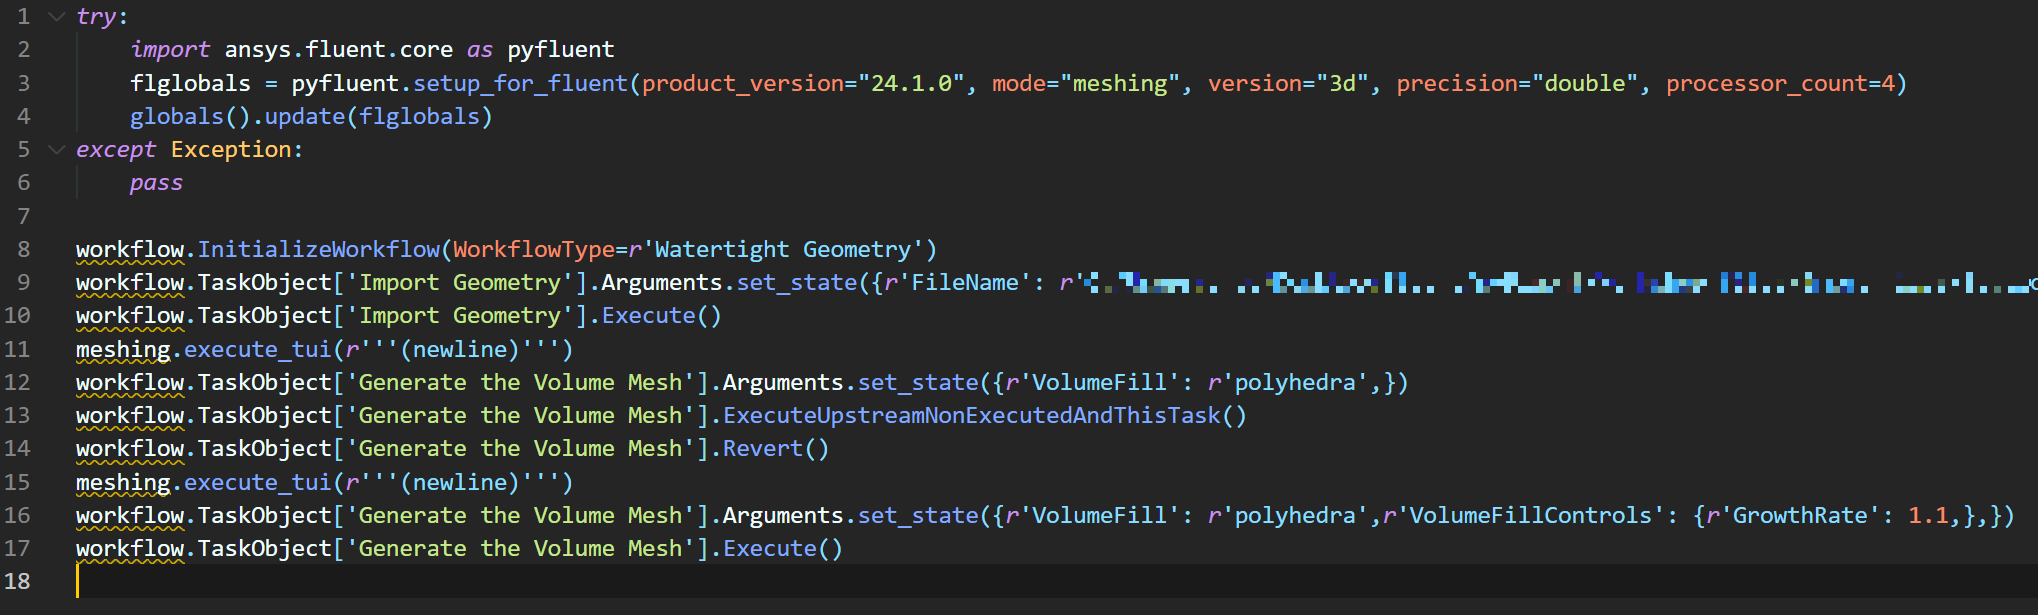 1 try:
2 import ansys.fluent.core as pyfluent
3 flglobals = pyfluent.setup_for_fluent(product_version="24.1.0", mode="meshing", version="3d", precision="double", processor_count=4)
4 globals().update(flglobals)
5 except Exception:
6 pass
7
8 workflow.InitializeWorkflow(WorkflowType=r'Watertight Geometry')
9 workflow.TaskObject['Import Geometry'].Arguments.set_state({r'FileName': r'
10 workflow.TaskObject['Import Geometry'].Execute()
11 meshing.execute_tui(r'''(newline)''')
12 workflow.TaskObject['Generate the Volume Mesh'].Arguments.set_state({r'VolumeFill': r'polyhedra',})
13 workflow.TaskObject['Generate the Volume Mesh'].ExecuteUpstreamNonExecutedAndThisTask()
14 workflow.TaskObject['Generate the Volume Mesh'].Revert()
15 meshing.execute_tui(r'''(newline)''')
16 workflow.TaskObject['Generate the Volume Mesh'].Arguments.set_state({r'VolumeFill': r'polyhedra',r'VolumeFillControls': {r'GrowthRate': 1.1,},})
17 workflow.TaskObject['Generate the Volume Mesh'].Execute()
18